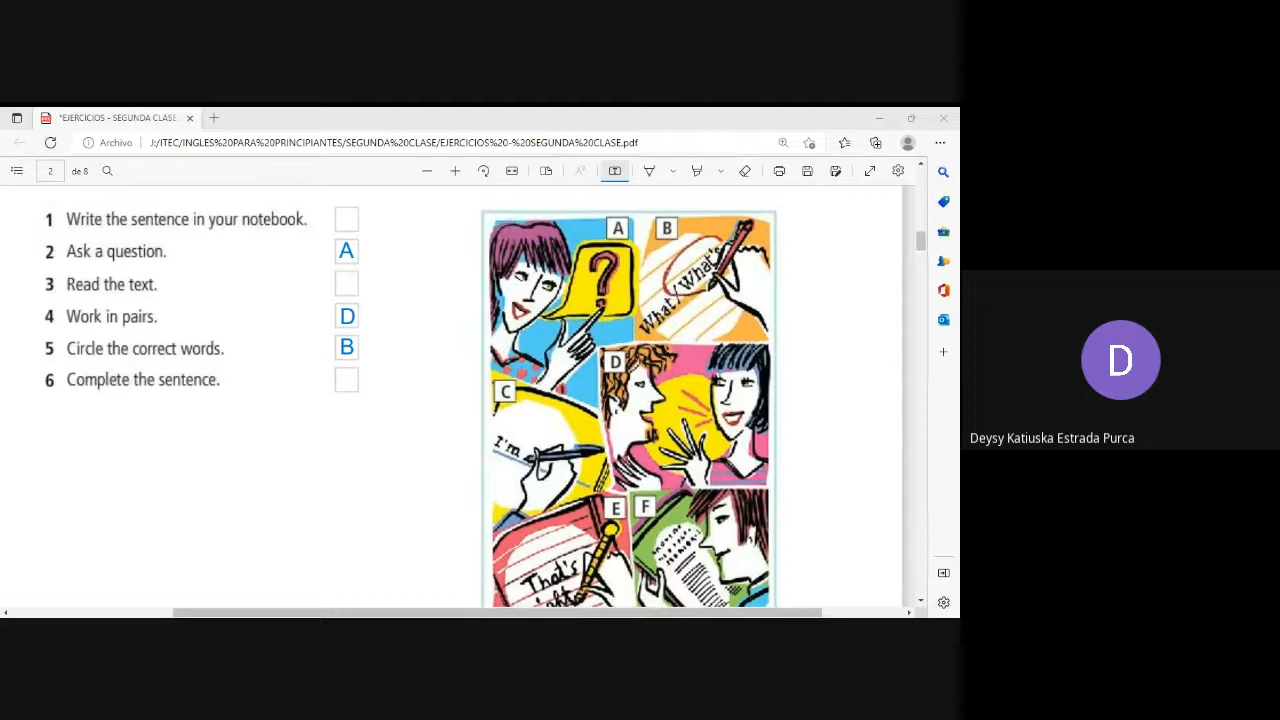 *EJERCICIOS - SEGUNDA CLASE
Archivo J:/ITEC/INGLES%20PARA%20PRINCIPIANTES/SEGUNDA%20CLASE/EJERCICIOS%20-%20SEGUNDA%20CLASE.pdf
2 de 8
1 Write the sentence in your notebook.
2 Ask a question. A
3 Read the text.
4 Work in pairs. D
5 Circle the correct words. B
6 Complete the sentence.
A
?
B
What/What's
C
I'm
D
E
That's
F
D
Deysy Katiuska Estrada Purca